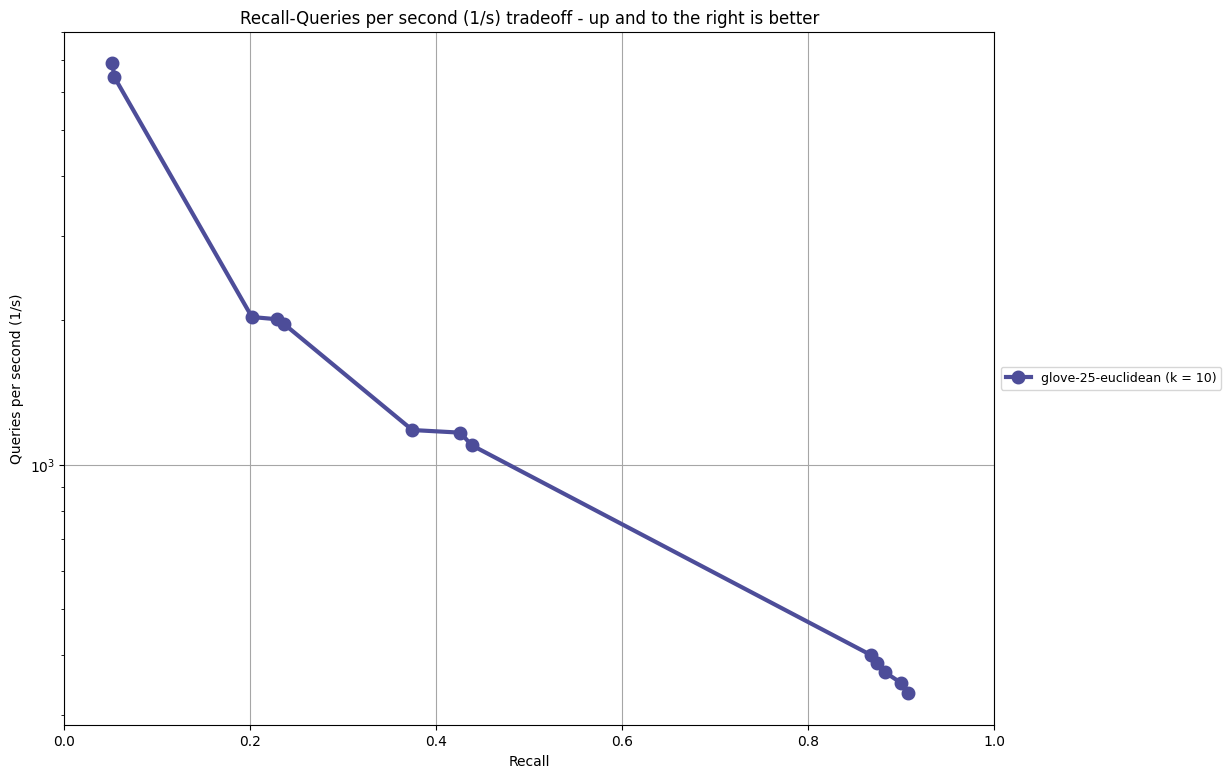 Recall-Queries per second (1/s) tradeoff - up and to the right is better
Queries per second (1/s)
10³
0.0 0.2 0.4 0.6 0.8 1.0
Recall
glove-25-euclidean (k = 10)